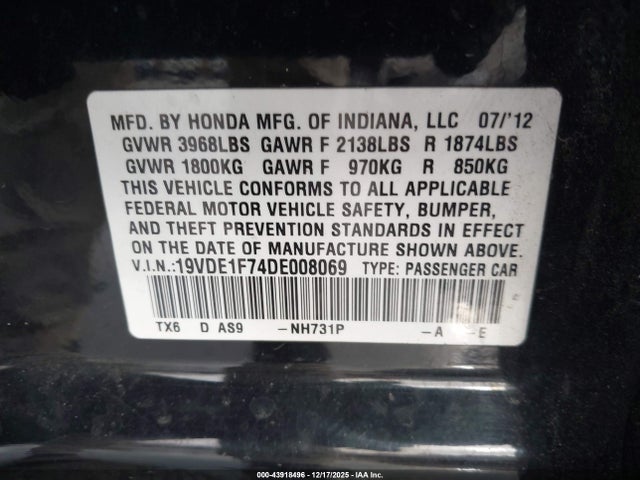 MFD. BY HONDA MFG. OF INDIANA, LLC 07/'12
GVWR 3968LBS GAWR F 2138LBS R 1874LBS
GVWR 1800KG GAWR F 970KG R 850KG
THIS VEHICLE CONFORMS TO ALL APPLICABLE
FEDERAL MOTOR VEHICLE SAFETY, BUMPER,
AND THEFT PREVENTION STANDARDS IN EFFECT
ON THE DATE OF MANUFACTURE SHOWN ABOVE.
V.I.N.:19VDE1F74DE008069 TYPE: PASSENGER CAR
TX6 D AS9 -NH731P -A -E
000-43918496 - 12/17/2025 - IAA Inc.